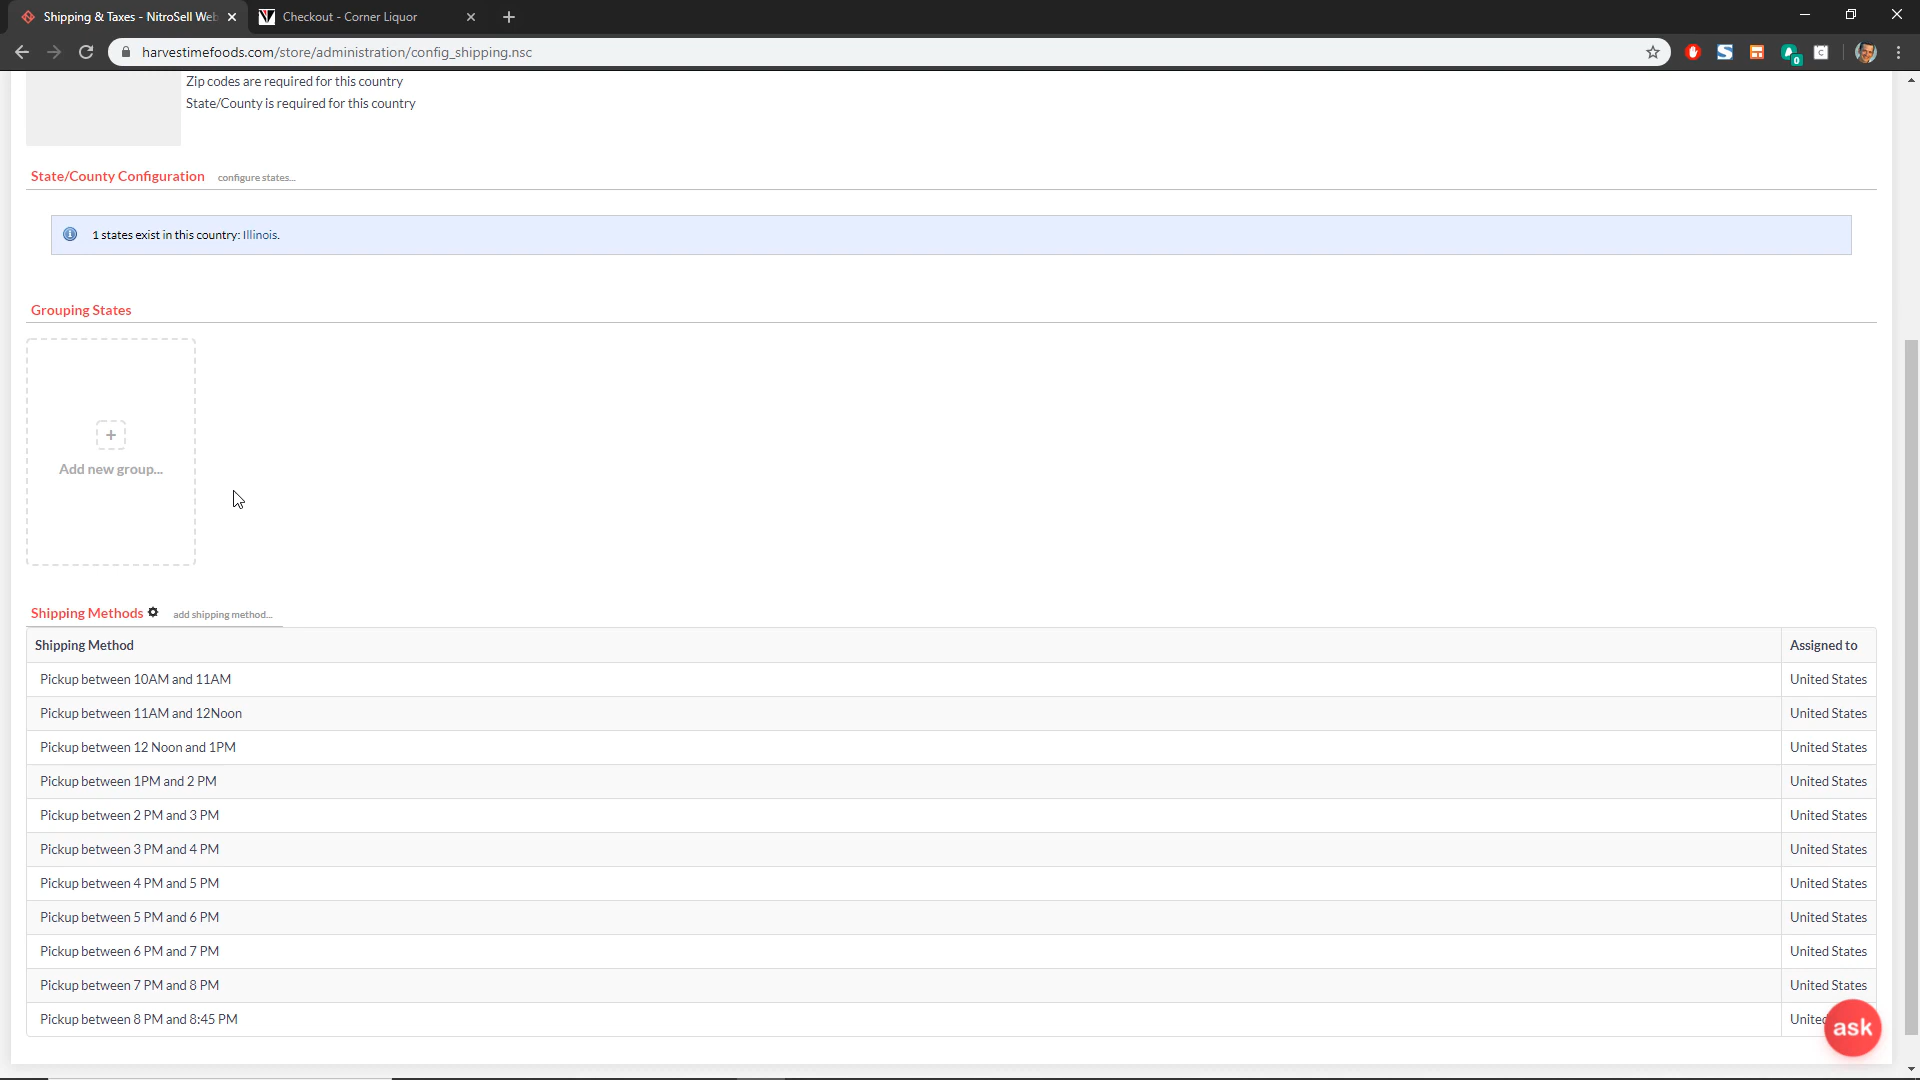 Shipping & Taxes - NitroSell Web
Checkout - Corner Liquor
harvestimefoods.com/store/administration/config_shipping.nsc
0
Zip codes are required for this country
State/County is required for this country
State/County Configuration configure states...
1 states exist in this country: Illinois.
Grouping States
+
Add new group...
Shipping Methods add shipping method...
Shipping Method Assigned to
Pickup between 10AM and 11AM United States
Pickup between 11AM and 12Noon United States
Pickup between 12 Noon and 1PM United States
Pickup between 1PM and 2 PM United States
Pickup between 2 PM and 3 PM United States
Pickup between 3 PM and 4 PM United States
Pickup between 4 PM and 5 PM United States
Pickup between 5 PM and 6 PM United States
Pickup between 6 PM and 7 PM United States
Pickup between 7 PM and 8 PM United States
Pickup between 8 PM and 8:45 PM United
ask